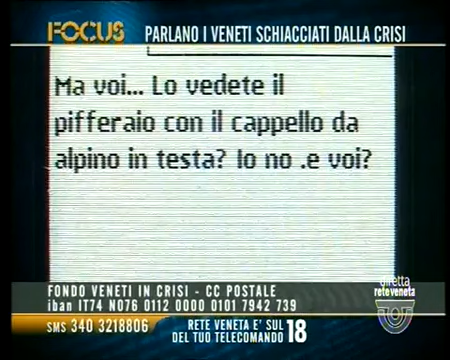 FOCUS PARLANO I VENETI SCHIACCIATI DALLA CRISI
Ma voi... Lo vedete il
pifferaio con il cappello da
alpino in testa? Io no .e voi?
FONDO VENETI IN CRISI - CC POSTALE
iban IT74 N076 0112 0000 0101 7942 739
diretta
reteveneta
SMS 340 3218806
RETE VENETA E' SUL
DEL TUO TELECOMANDO 18